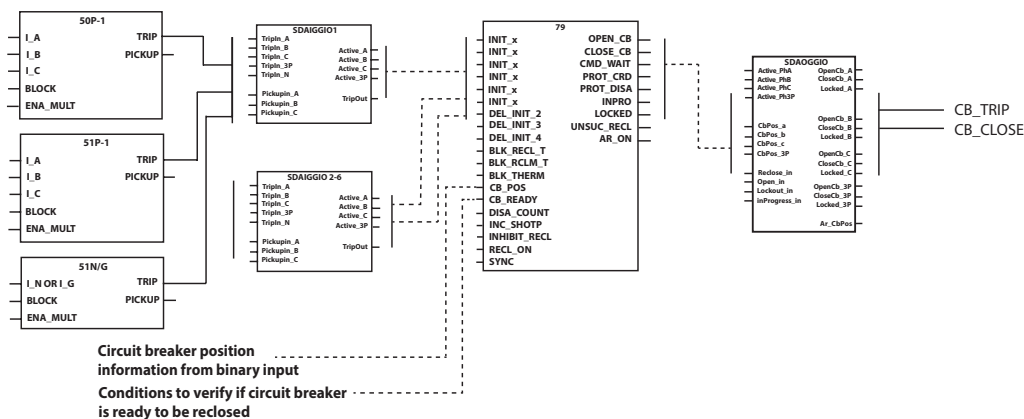 50P-1
I_A
I_B
I_C
BLOCK
ENA_MULT
TRIP
PICKUP
51P-1
I_A
I_B
I_C
BLOCK
ENA_MULT
TRIP
PICKUP
51N/G
I_N OR I_G
BLOCK
ENA_MULT
TRIP
PICKUP
SDAIGGIO1
TripIn_A
TripIn_B
TripIn_C
TripIn_3P
TripIn_N
Pickupin_A
Pickupin_B
Pickupin_C
Active_A
Active_B
Active_C
Active_3P
TripOut
SDAIGGIO 2-6
TripIn_A
TripIn_B
TripIn_C
TripIn_3P
TripIn_N
Pickupin_A
Pickupin_B
Pickupin_C
Active_A
Active_B
Active_C
Active_3P
TripOut
79
INIT_x
INIT_x
INIT_x
INIT_x
INIT_x
INIT_x
DEL_INIT_2
DEL_INIT_3
DEL_INIT_4
BLK_RECL_T
BLK_RCLM_T
BLK_THERM
CB_POS
CB_READY
DISA_COUNT
INC_SHOTP
INHIBIT_RECL
RECL_ON
SYNC
OPEN_CB
CLOSE_CB
CMD_WAIT
PROT_CRD
PROT_DISA
INPRO
LOCKED
UNSUC_RECL
AR_ON
SDAOGGIO
Active_PhA
Active_PhB
Active_PhC
Active_Ph3P
CbPos_a
CbPos_b
CbPos_c
CbPos_3P
Reclose_in
Open_in
Lockout_in
inProgress_in
OpenCb_A
CloseCb_A
Locked_A
OpenCb_B
CloseCb_B
Locked_B
OpenCb_C
CloseCb_C
Locked_C
OpenCb_3P
CloseCb_3P
Locked_3P
Ar_CbPos
CB_TRIP
CB_CLOSE
Circuit breaker position
information from binary input
Conditions to verify if circuit breaker
is ready to be reclosed